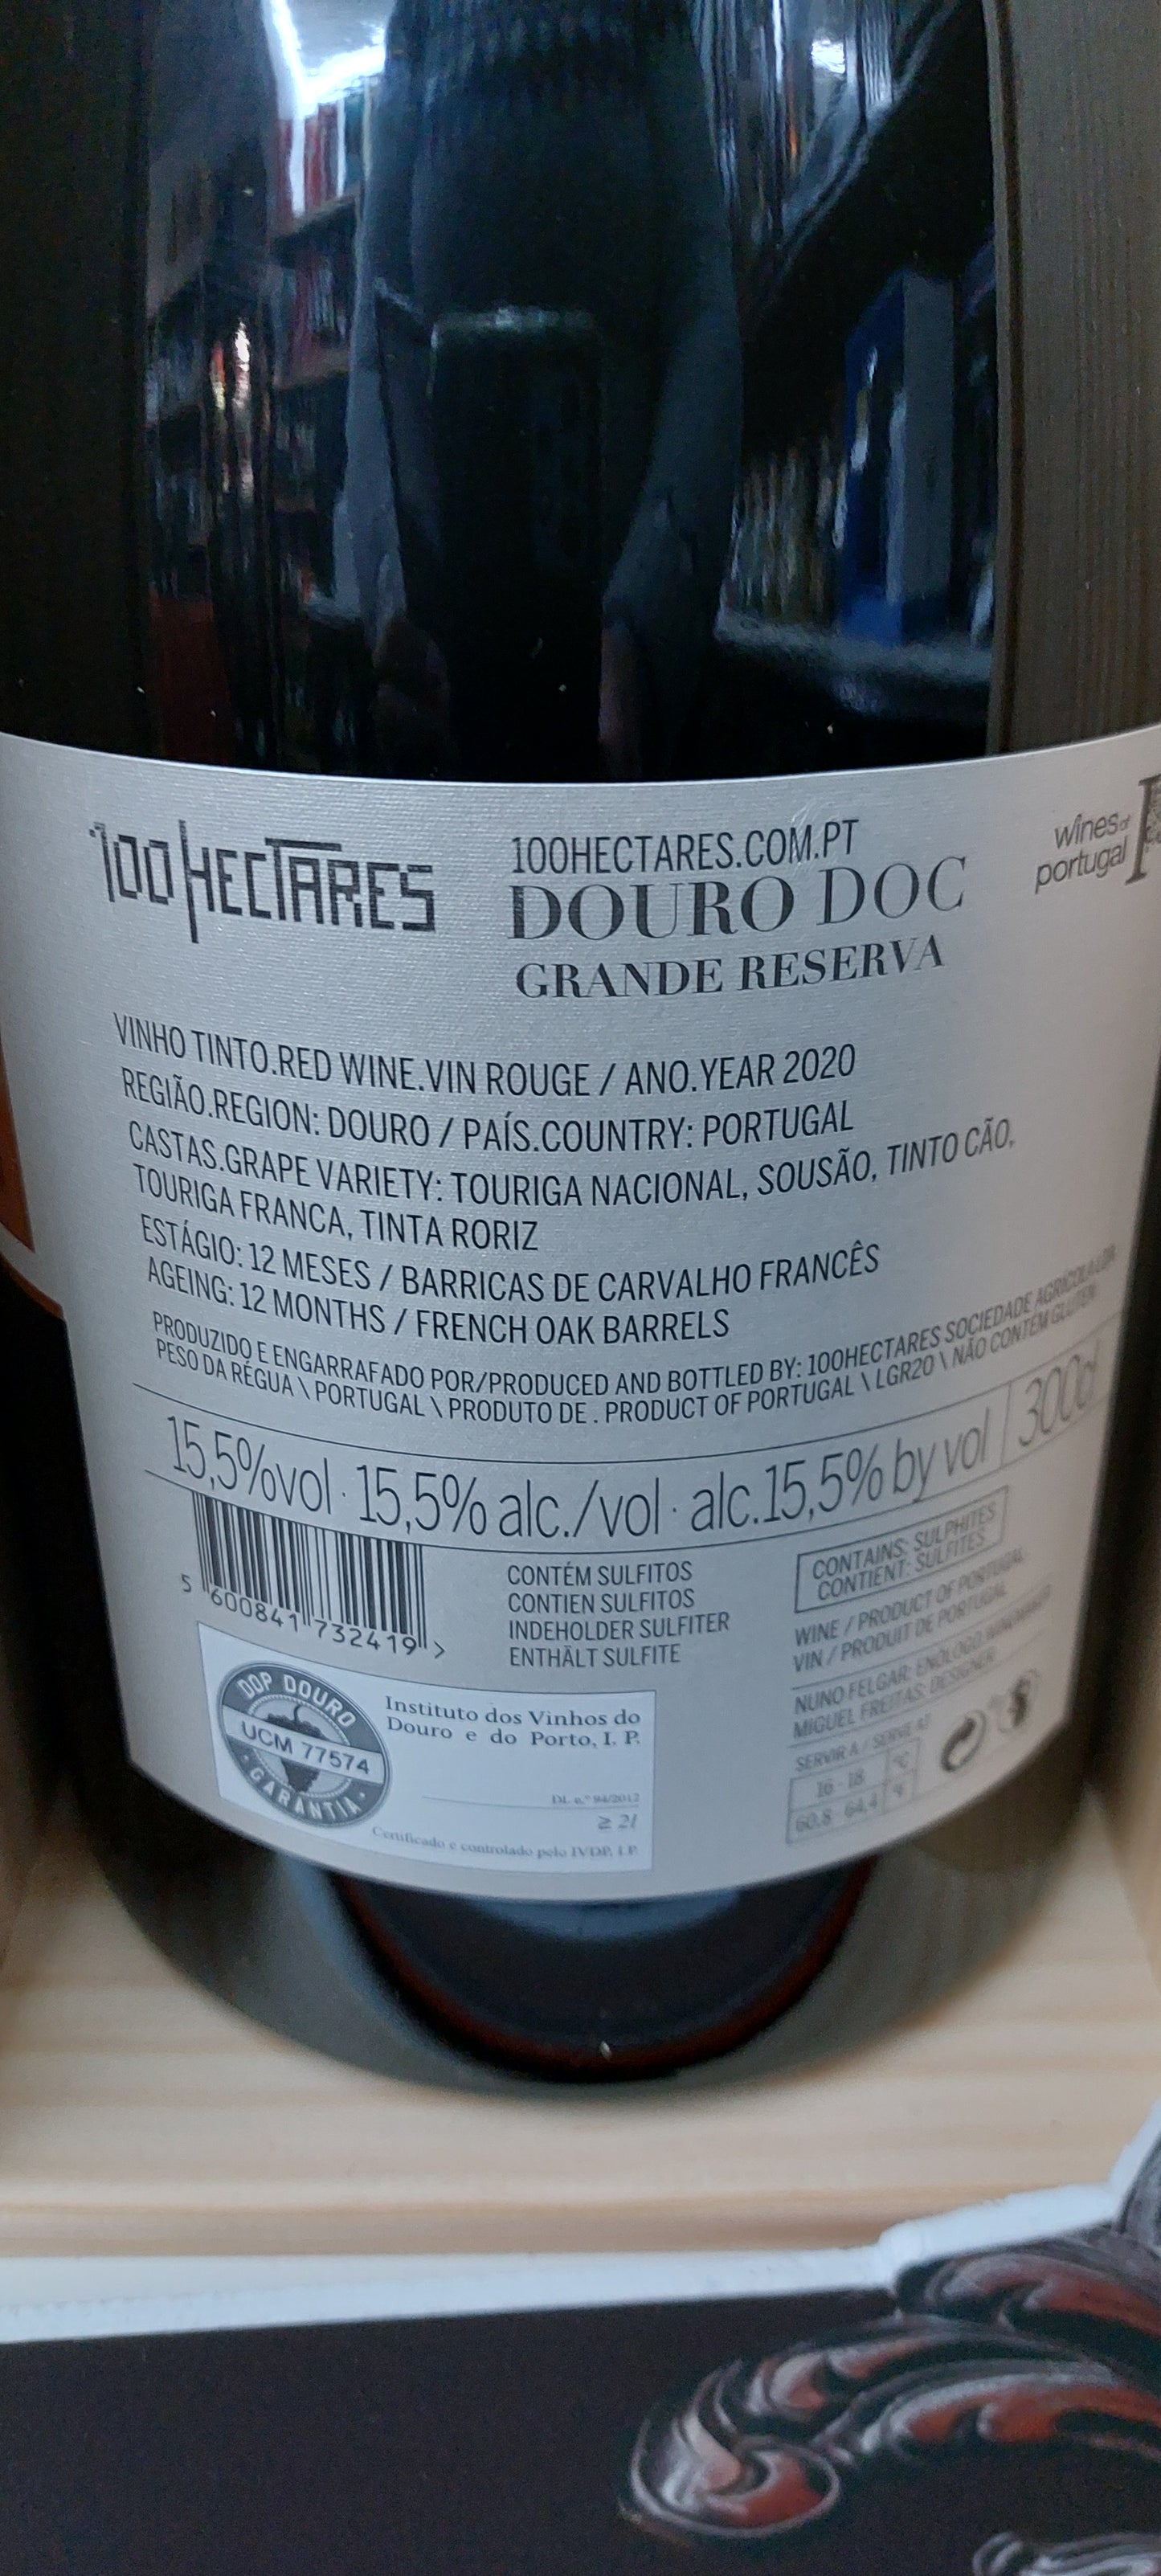 100HECTARES
100HECTARES.COM.PT
DOURO DOC
GRANDE RESERVA
wines of
portugal
VINHO TINTO.RED WINE.VIN ROUGE / ANO.YEAR 2020
REGIÃO.REGION: DOURO / PAÍS.COUNTRY: PORTUGAL
CASTAS.GRAPE VARIETY: TOURIGA NACIONAL, SOUSÃO, TINTO CÃO,
TOURIGA FRANCA, TINTA RORIZ
ESTÁGIO: 12 MESES / BARRICAS DE CARVALHO FRANCÊS
AGEING: 12 MONTHS / FRENCH OAK BARRELS
PRODUZIDO E ENGARRAFADO POR/PRODUCED AND BOTTLED BY: 100HECTARES SOCIEDADE AGRÍCOLA LDA
PESO DA RÉGUA \ PORTUGAL \ PRODUTO DE . PRODUCT OF PORTUGAL \ LGR20 \ NÃO CONTÉM GLUTEN
15,5%vol · 15,5% alc./vol · alc.15,5% by vol 300cl
5 600841 732419 >
CONTÉM SULFITOS
CONTIEN SULFITOS
INDEHOLDER SULFITER
ENTHÄLT SULFITE
CONTAINS: SULPHITES
CONTIENT: SULFITES
WINE / PRODUCT OF PORTUGAL
VIN / PRODUIT DE PORTUGAL
NUNO FELGAR: ENÓLOGO
MIGUEL FREITAS: DESIGNER
SERVIR A / SERVE AT
16 - 18 °C
60.8 - 64.4 °F
DOP DOURO
UCM 77574
GARANTIA
Instituto dos Vinhos do
Douro e do Porto, I. P.
DL n.º 94/2012
≥ 2l
Certificado e controlado pelo IVDP, I.P.